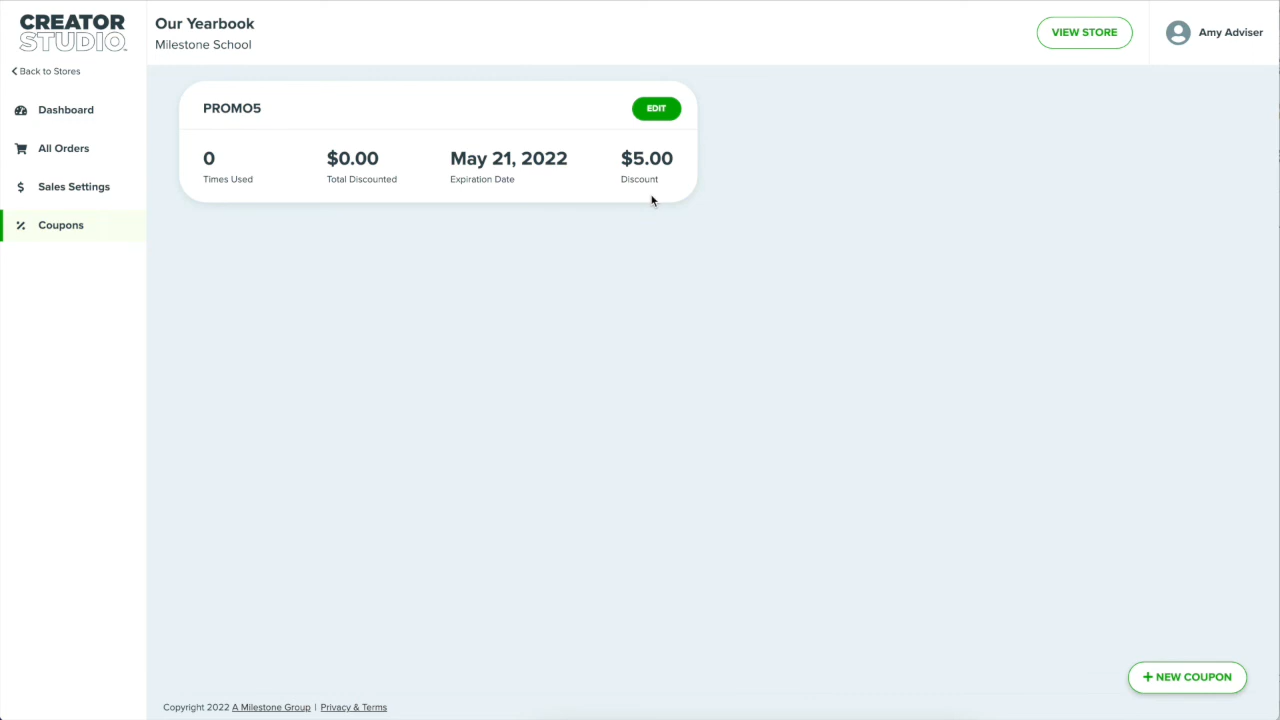 CREATOR
STUDIO
Back to Stores
Dashboard
All Orders
Sales Settings
Coupons
Our Yearbook
Milestone School
VIEW STORE
Amy Adviser
PROMO5
EDIT
0
Times Used
$0.00
Total Discounted
May 21, 2022
Expiration Date
$5.00
Discount
+ NEW COUPON
Copyright 2022 A Milestone Group | Privacy & Terms